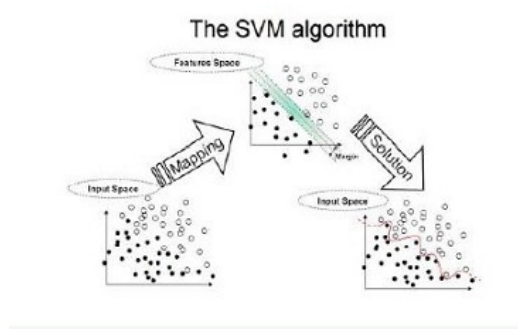 The SVM algorithm
Features Space
Mapping
Margin
Solution
Input Space
Input Space